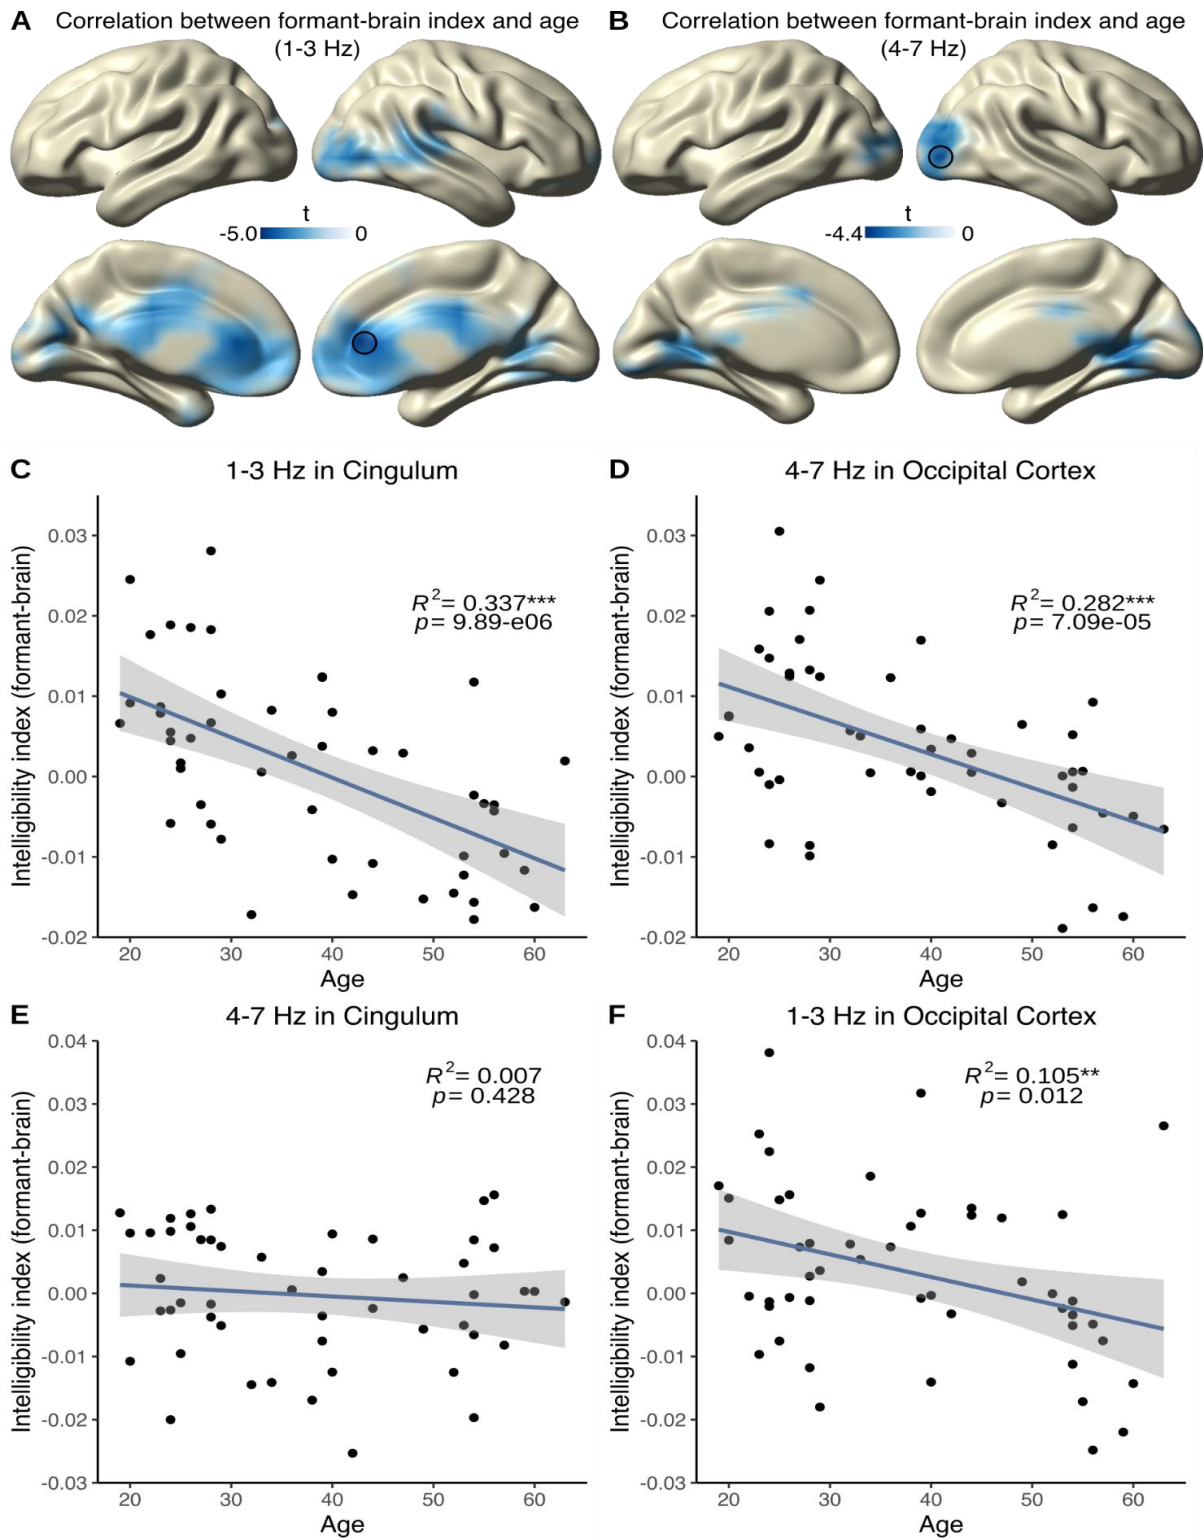 A Correlation between formant-brain index and age
(1-3 Hz)
B Correlation between formant-brain index and age
(4-7 Hz)
t
-5.0 0
t
-4.4 0
C 1-3 Hz in Cingulum
Intelligibility index (formant-brain)
0.03
0.02
0.01
0.00
-0.01
-0.02
R²= 0.337***
p= 9.89-e06
20 30 40 50 60
Age
D 4-7 Hz in Occipital Cortex
Intelligibility index (formant-brain)
0.03
0.02
0.01
0.00
-0.01
-0.02
R²= 0.282***
p= 7.09e-05
20 30 40 50 60
Age
E 4-7 Hz in Cingulum
Intelligibility index (formant-brain)
0.04
0.03
0.02
0.01
0.00
-0.01
-0.02
-0.03
R²= 0.007
p= 0.428
20 30 40 50 60
Age
F 1-3 Hz in Occipital Cortex
Intelligibility index (formant-brain)
0.04
0.03
0.02
0.01
0.00
-0.01
-0.02
-0.03
R²= 0.105**
p= 0.012
20 30 40 50 60
Age